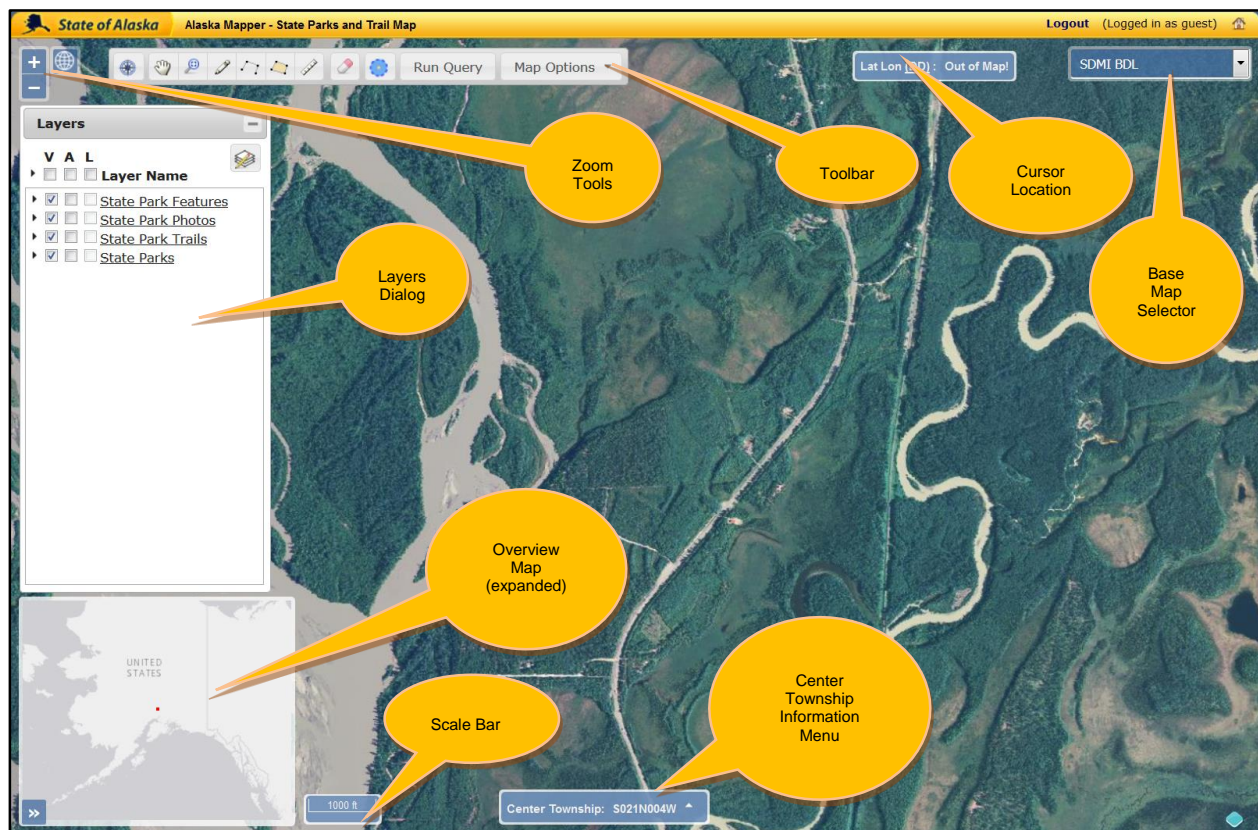 State of Alaska
Alaska Mapper - State Parks and Trail Map
Logout (Logged in as guest)
+
−
Run Query
Map Options
Lat Lon (DD) : Out of Map!
SDMI BDL
Layers
V A L
Layer Name
State Park Features
State Park Photos
State Park Trails
State Parks
Zoom
Tools
Toolbar
Cursor
Location
Base
Map
Selector
Layers
Dialog
Overview
Map
(expanded)
UNITED
STATES
Scale Bar
Center
Township
Information
Menu
1000 ft
Center Township: S021N004W
»